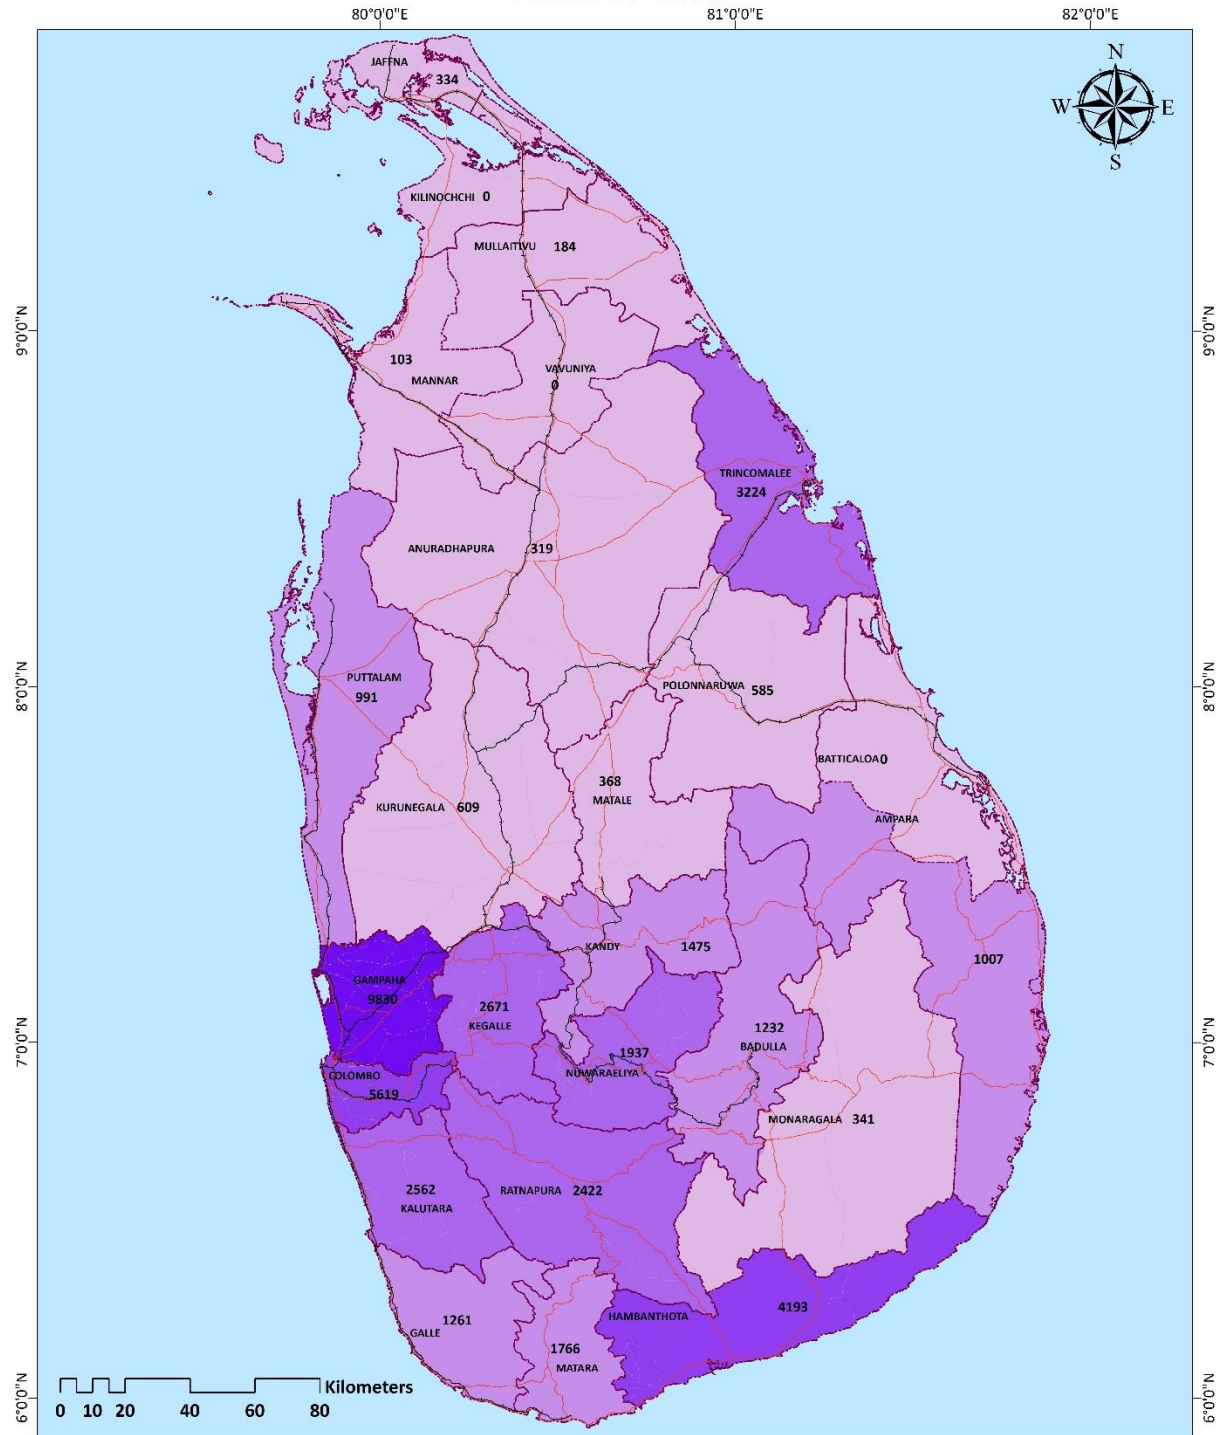 80°0'0"E
81°0'0"E
82°0'0"E
N
W
E
S
JAFFNA
334
KILINOCHCHI 0
MULLAITIVU 184
9°0'0"N
9°0'0"N
103
MANNAR
VAVUNIYA
0
TRINCOMALEE
3224
ANURADHAPURA 319
8°0'0"N
8°0'0"N
PUTTALAM
991
POLONNARUWA 585
BATTICALOA0
368
MATALE
KURUNEGALA 609
AMPARA
KANDY 1475
1007
GAMPAHA
9830
2671
KEGALLE
1232
BADULLA
7°0'0"N
7°0'0"N
1937
NUWARAELIYA
COLOMBO
5619
MONARAGALA 341
2562
KALUTARA
RATNAPURA 2422
HAMBANTHOTA
4193
1261
GALLE
1766
MATARA
Kilometers
0 10 20 40 60 80
6°0'0"N
6°0'0"N